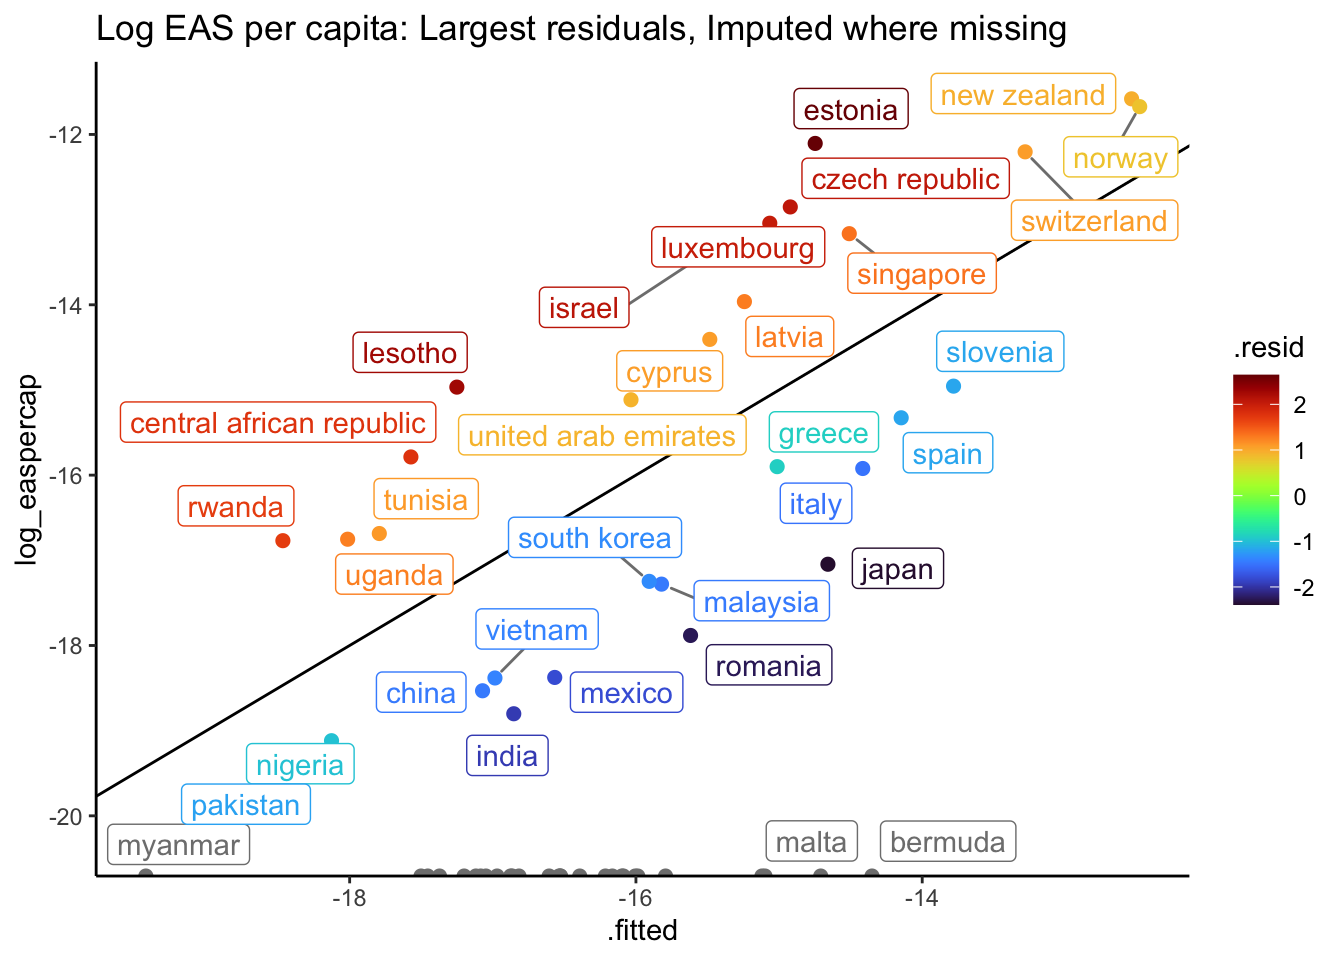 Log EAS per capita: Largest residuals, Imputed where missing
new zealand
estonia
-12
norway
czech republic
switzerland
luxembourg
singapore
israel
-14
latvia
slovenia
lesotho
cyprus
central african republic
united arab emirates
greece
spain
-16
tunisia
rwanda
italy
south korea
uganda
japan
malaysia
vietnam
-18
romania
china
mexico
nigeria
india
pakistan
-20
myanmar
malta
bermuda
-18
-16
-14
.fitted
log_easpercap
.resid
2
1
0
-1
-2